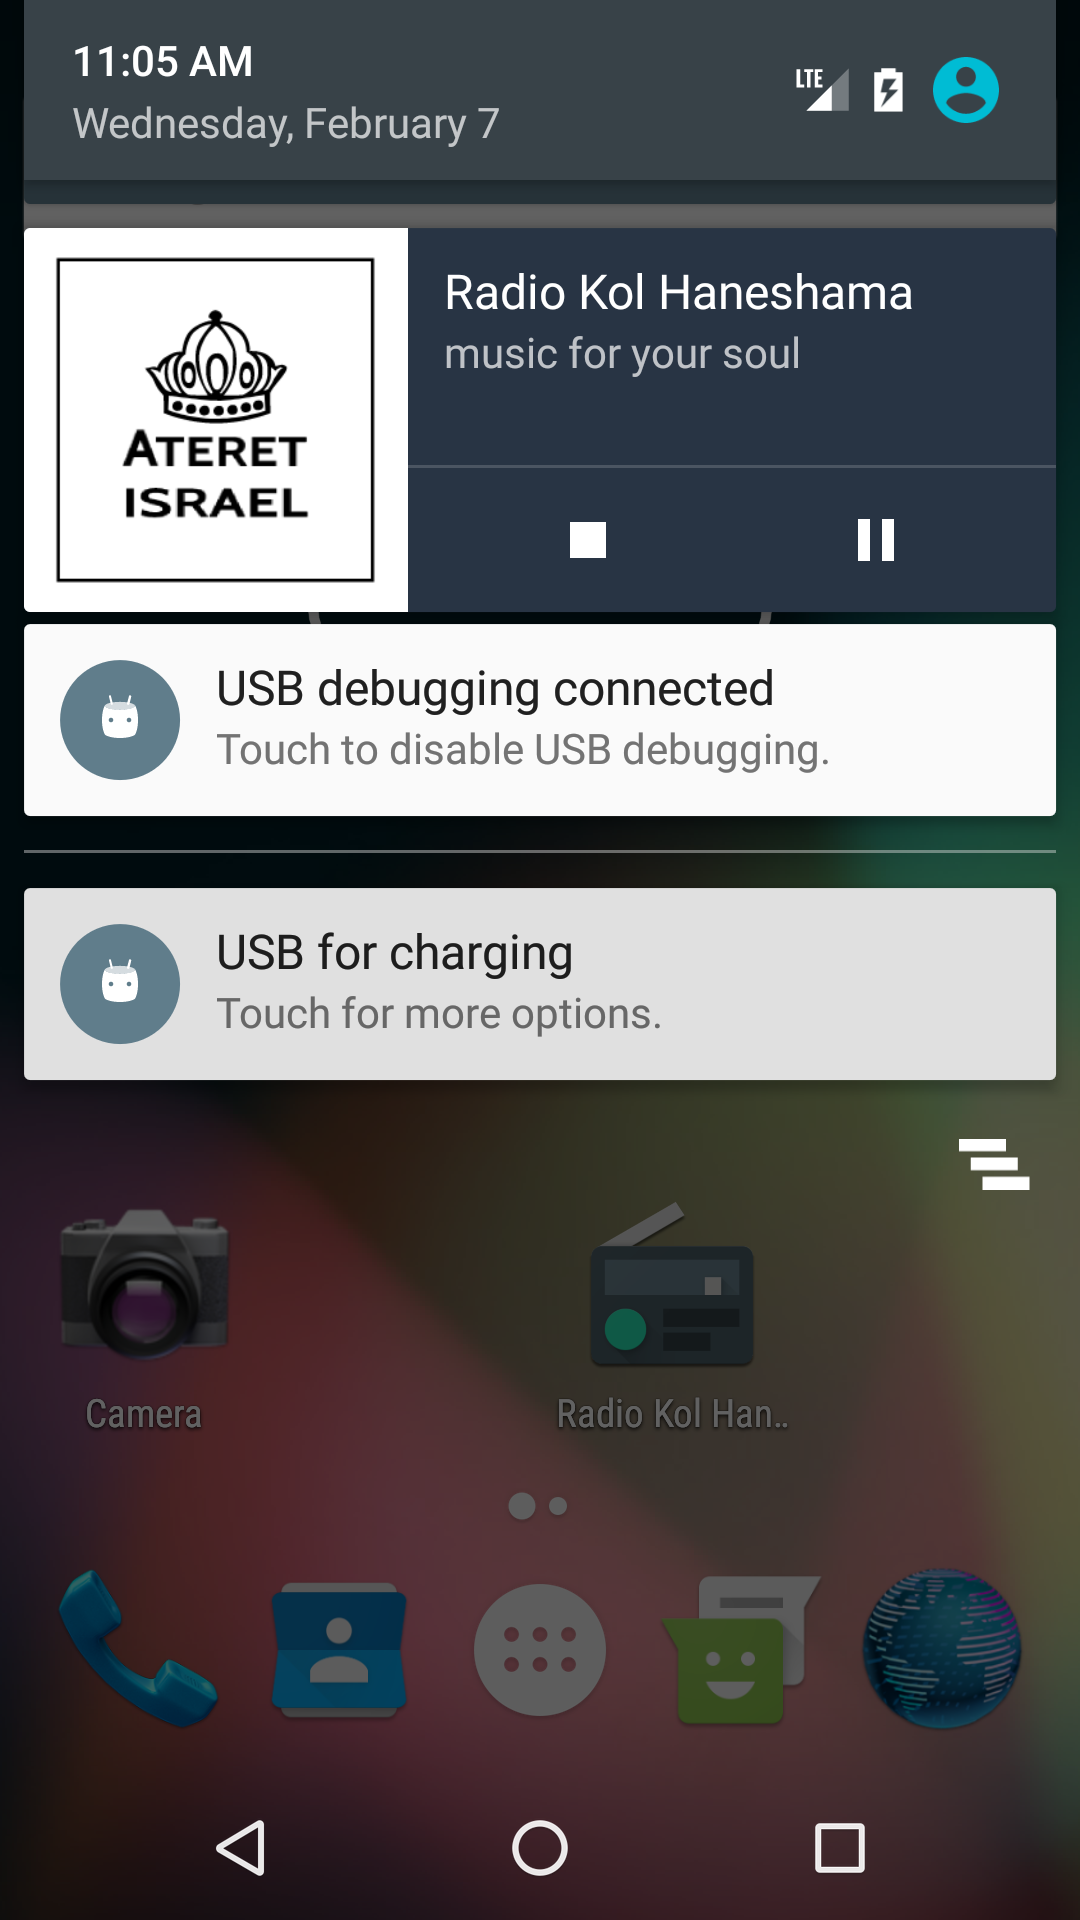 11:05 AM
Wednesday, February 7
LTE
Radio Kol Haneshama
music for your soul
ATERET
ISRAEL
USB debugging connected
Touch to disable USB debugging.
USB for charging
Touch for more options.
Camera
Radio Kol Han…